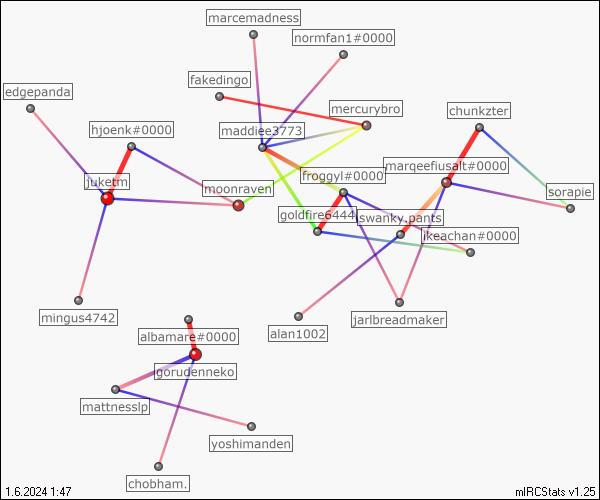 marcemadness
normfan1#0000
fakedingo
edgepanda
mercurybro
chunkzter
hjoenk#0000
maddiee3773
marqeefiusalt#0000
froggyl#0000
juketm
moonraven
sorapie
goldfire6444
swanky.pants
ikeachan#0000
mingus4742
jarlbreadmaker
alan1002
albamare#0000
gorudenneko
mattnesslp
yoshimanden
chobham.
1.6.2024 1:47
mIRCStats v1.25